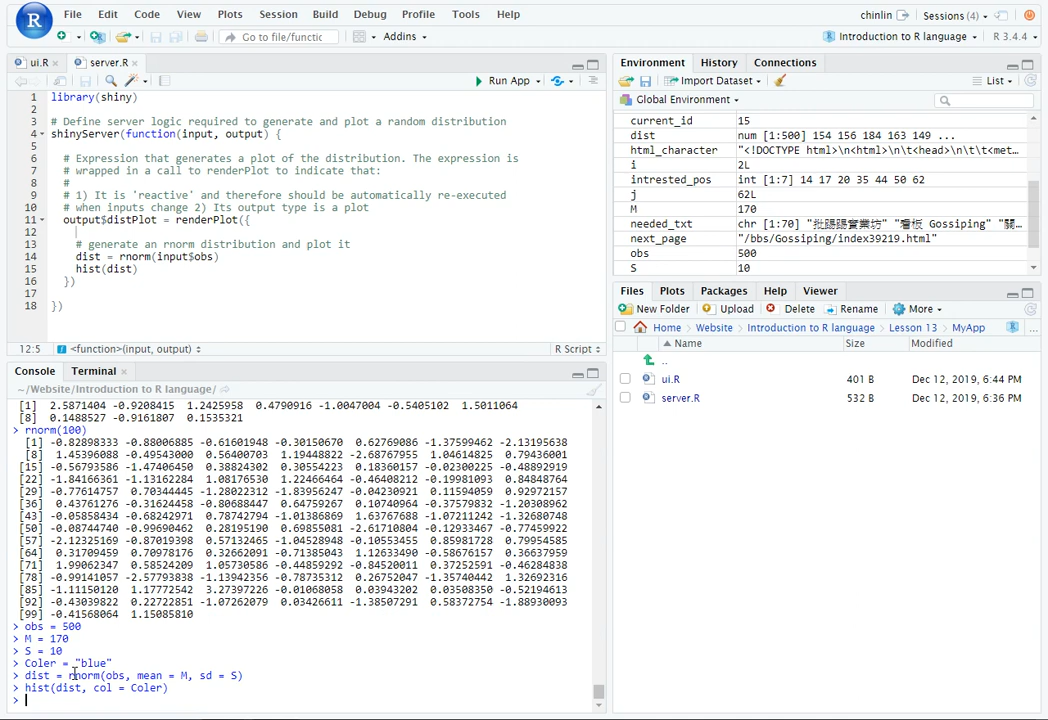 File Edit Code View Plots Session Build Debug Profile Tools Help
chinlin Sessions (4)
Go to file/functic Addins
Introduction to R language R 3.4.4
ui.R server.R
Run App
1 library(shiny)
2
3 # Define server logic required to generate and plot a random distribution
4 shinyServer(function(input, output) {
5
6 # Expression that generates a plot of the distribution. The expression is
7 # wrapped in a call to renderPlot to indicate that:
8 #
9 # 1) It is 'reactive' and therefore should be automatically re-executed
10 # when inputs change 2) Its output type is a plot
11 output$distPlot = renderPlot({
12
13 # generate an rnorm distribution and plot it
14 dist = rnorm(input$obs)
15 hist(dist)
16 })
17
18 })
12:5 <function>(input, output) R Script
Console Terminal
~/Website/Introduction to R language/
[1] 2.5871404 -0.9208415 1.2425958 0.4790916 -1.0047004 -0.5405102 1.5011064
[8] 0.1488527 -0.9161807 0.1535321
> rnorm(100)
[1] -0.82898333 -0.88006885 -0.61601948 -0.30150670 0.62769086 -1.37599462 -2.13195638
[8] 1.45396088 -0.49543000 0.56400703 1.19448822 -2.68767955 1.04614825 0.79436001
[15] -0.56793586 -1.47406450 0.38824302 0.30554223 0.18360157 -0.02300225 -0.48892919
[22] -1.84166361 -1.13162284 1.08176530 1.22466464 -0.46408212 -0.19981093 0.84848764
[29] -0.77614757 0.70344445 -1.28022312 -1.83956247 -0.04230921 0.11594059 0.92972157
[36] 0.43761276 -0.31624458 -0.80688447 0.64759267 0.10740964 -0.37579832 -1.20308962
[43] -0.05858434 -0.68242971 0.78742794 -1.01386869 1.63767688 -1.07211242 -1.32680748
[50] -0.08744740 -0.99690462 0.28195190 0.69855081 -2.61710804 -0.12933467 -0.77459922
[57] -2.12325169 -0.87019398 0.57132465 -1.04528948 -0.10553455 0.85981728 0.79954585
[64] 0.31709459 0.70978176 0.32662091 -0.71385043 1.12633490 -0.58676157 0.36637959
[71] 1.99062347 0.58524209 1.05730586 -0.44859292 -0.84520011 0.37252591 -0.46284838
[78] -0.99141057 -2.57793838 -1.13942356 -0.78735312 0.26752047 -1.35740442 1.32692316
[85] -1.11150120 1.17772542 3.27397226 -0.01068058 0.03943202 0.03508350 -0.52194613
[92] -0.43039822 0.22722851 -1.07262079 0.03426611 -1.38507291 0.58372754 -1.88930093
[99] -0.41568064 1.15085810
> obs = 500
> M = 170
> S = 10
> Coler = "blue"
> dist = rnorm(obs, mean = M, sd = S)
> hist(dist, col = Coler)
>
Environment History Connections
Import Dataset List
Global Environment
current_id 15
dist num [1:500] 154 156 184 163 149 ...
html_character "<!DOCTYPE html>\n<html>\n\t<head>\n\t\t<met…
i 2L
intrested_pos int [1:7] 14 17 20 35 44 50 62
j 62L
M 170
needed_txt chr [1:70] "批踢踢實業坊" "看板 Gossiping" "關…
next_page "/bbs/Gossiping/index39219.html"
obs 500
S 10
Files Plots Packages Help Viewer
New Folder Upload Delete Rename More
Home Website Introduction to R language Lesson 13 MyApp ...
Name Size Modified
..
ui.R 401 B Dec 12, 2019, 6:44 PM
server.R 532 B Dec 12, 2019, 6:36 PM